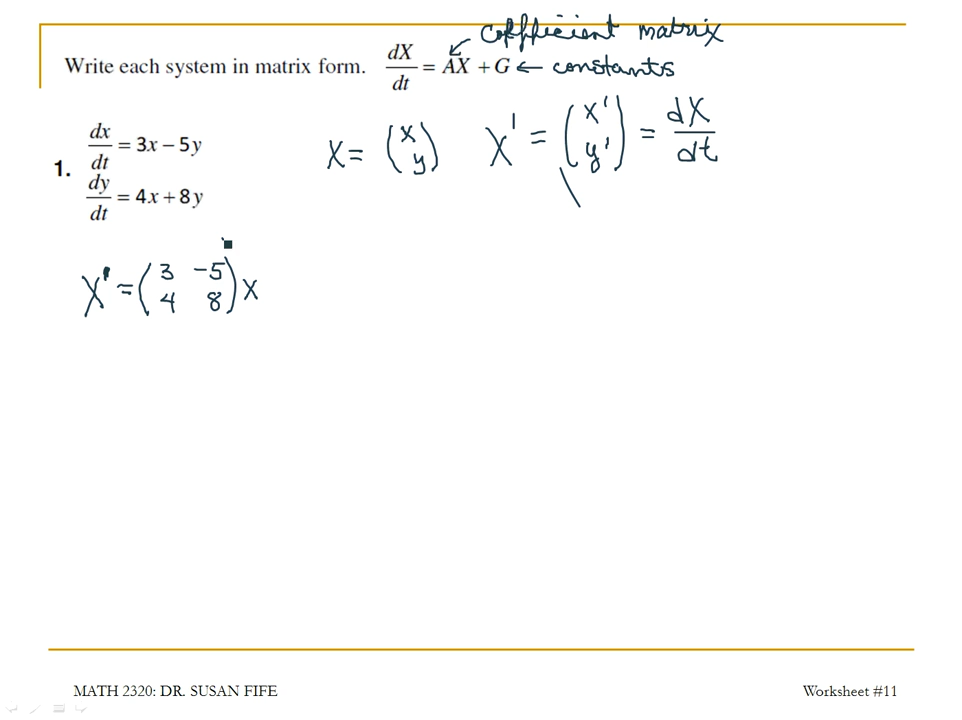 coefficient matrix
Write each system in matrix form. dX/dt = AX + G ← constants
1. dx/dt = 3x − 5y
dy/dt = 4x + 8y
X = (x y) X' = (x' y') = dX/dt
X' = (3 −5 4 8) X
MATH 2320: DR. SUSAN FIFE Worksheet #11